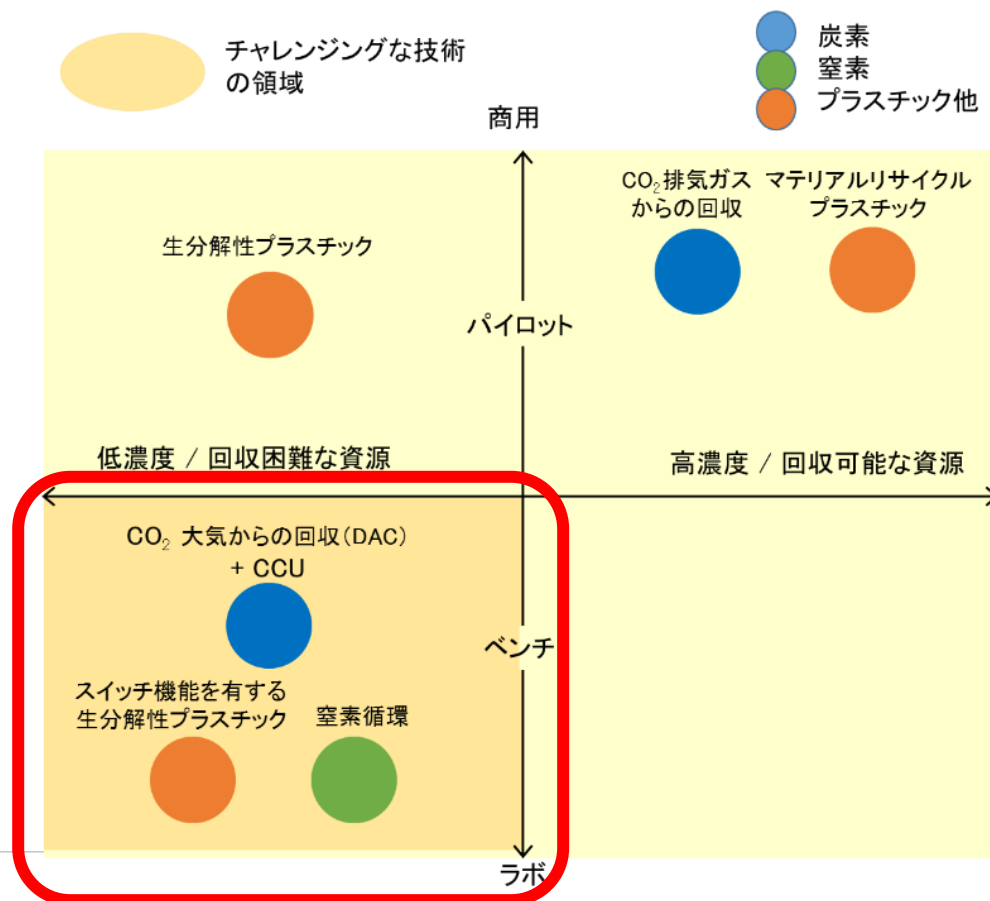 チャレンジングな技術
の領域
炭素
窒素
プラスチック他
商用
CO₂排気ガス
からの回収
マテリアルリサイクル
プラスチック
生分解性プラスチック
パイロット
低濃度 / 回収困難な資源
高濃度 / 回収可能な資源
CO₂ 大気からの回収(DAC)
+ CCU
ベンチ
スイッチ機能を有する
生分解性プラスチック
窒素循環
ラボ